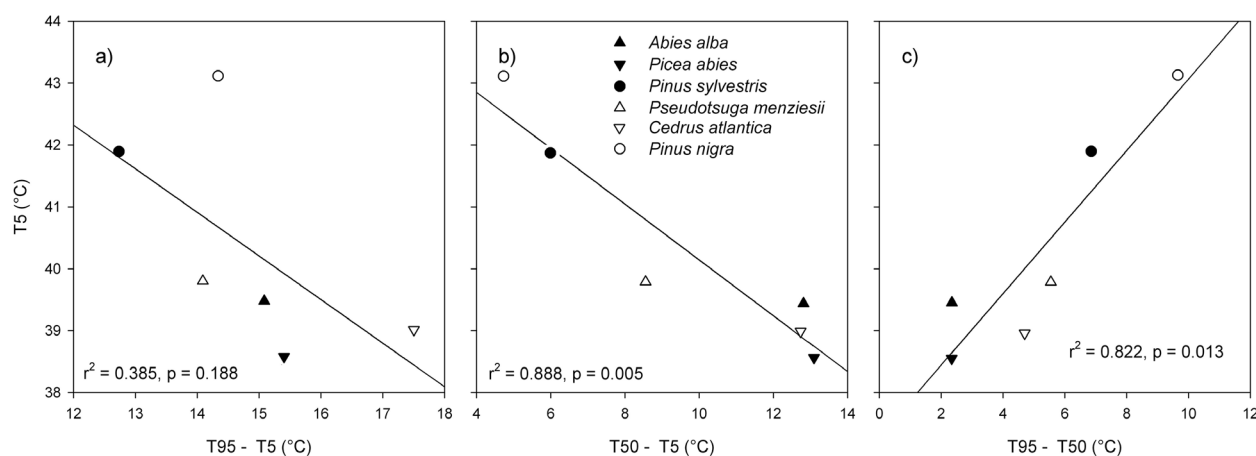 a)
b)
c)
Abies alba
Picea abies
Pinus sylvestris
Pseudotsuga menziesii
Cedrus atlantica
Pinus nigra
T5 (°C)
44
43
42
41
40
39
38
r² = 0.385, p = 0.188
r² = 0.888, p = 0.005
r² = 0.822, p = 0.013
12 13 14 15 16 17 18
4 6 8 10 12 14
0 2 4 6 8 10 12
T95 - T5 (°C)
T50 - T5 (°C)
T95 - T50 (°C)